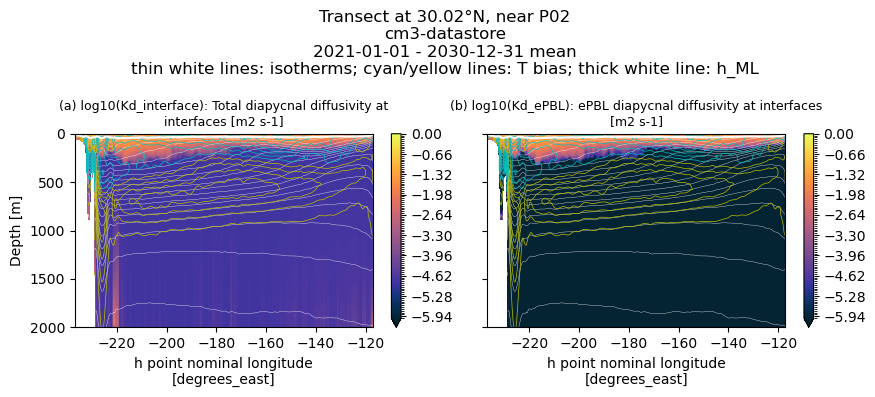 Transect at 30.02°N, near P02
cm3-datastore
2021-01-01 - 2030-12-31 mean
thin white lines: isotherms; cyan/yellow lines: T bias; thick white line: h_ML
(a) log10(Kd_interface): Total diapycnal diffusivity at
interfaces [m2 s-1]
0
500
1000
1500
2000
Depth [m]
−220
−200
−180
−160
−140
−120
h point nominal longitude
[degrees_east]
0.00
−0.66
−1.32
−1.98
−2.64
−3.30
−3.96
−4.62
−5.28
−5.94
(b) log10(Kd_ePBL): ePBL diapycnal diffusivity at interfaces
[m2 s-1]
−220
−200
−180
−160
−140
−120
h point nominal longitude
[degrees_east]
0.00
−0.66
−1.32
−1.98
−2.64
−3.30
−3.96
−4.62
−5.28
−5.94